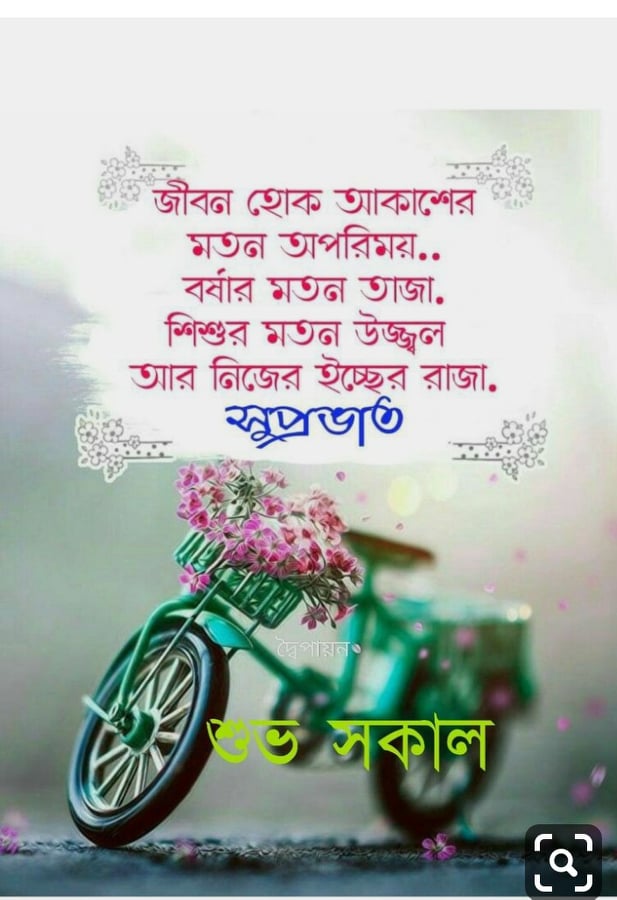 জীবন হোক আকাশের
মতন অপরিময়..
বর্ষার মতন তাজা.
শিশুর মতন উজ্জ্বল
আর নিজের ইচ্ছের রাজা.
সুপ্রভাত
দ্বৈপায়ন
শুভ সকাল